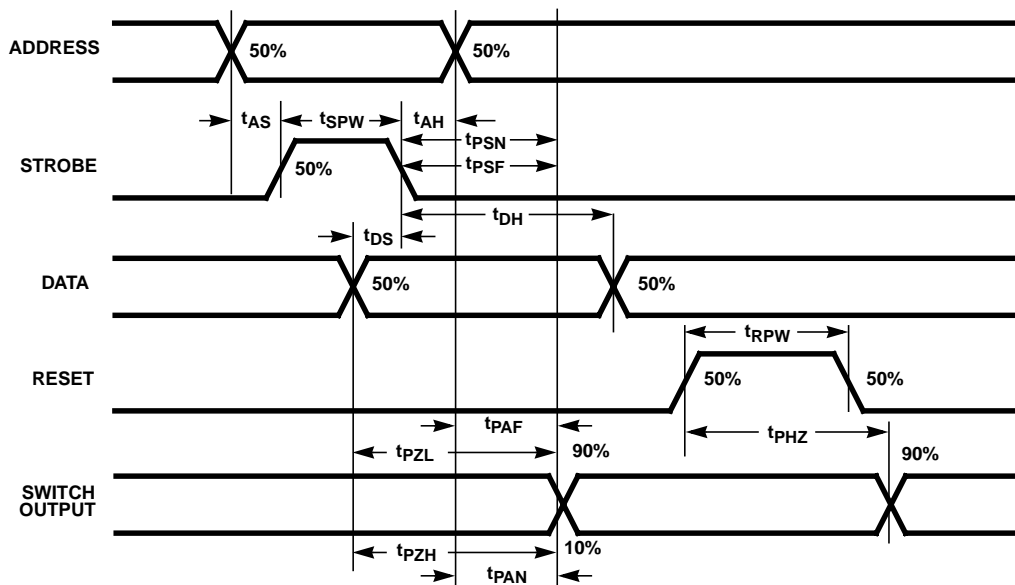 ADDRESS
50%
50%
tAS
tSPW
tAH
tPSN
STROBE
50%
tPSF
tDH
tDS
DATA
50%
50%
tRPW
RESET
50%
50%
tPAF
tPHZ
tPZL
90%
90%
SWITCH
OUTPUT
tPZH
10%
tPAN